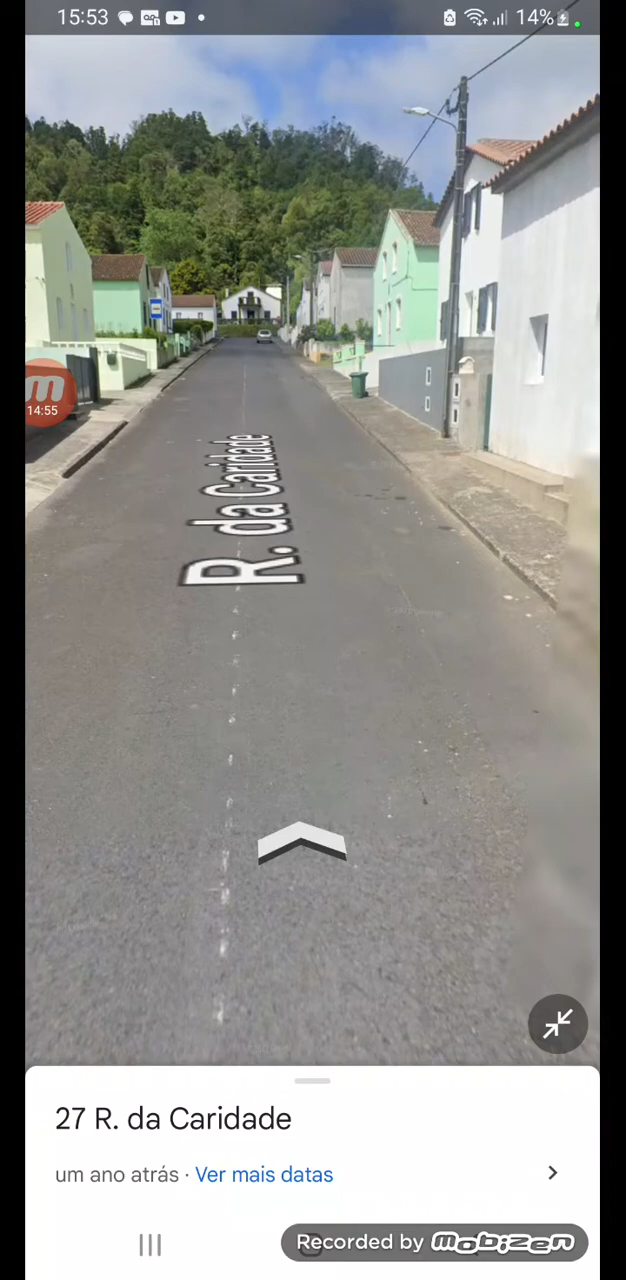 15:53
14%
14:55
R. da Caridade
27 R. da Caridade
um ano atrás · Ver mais datas
Recorded by mobizen